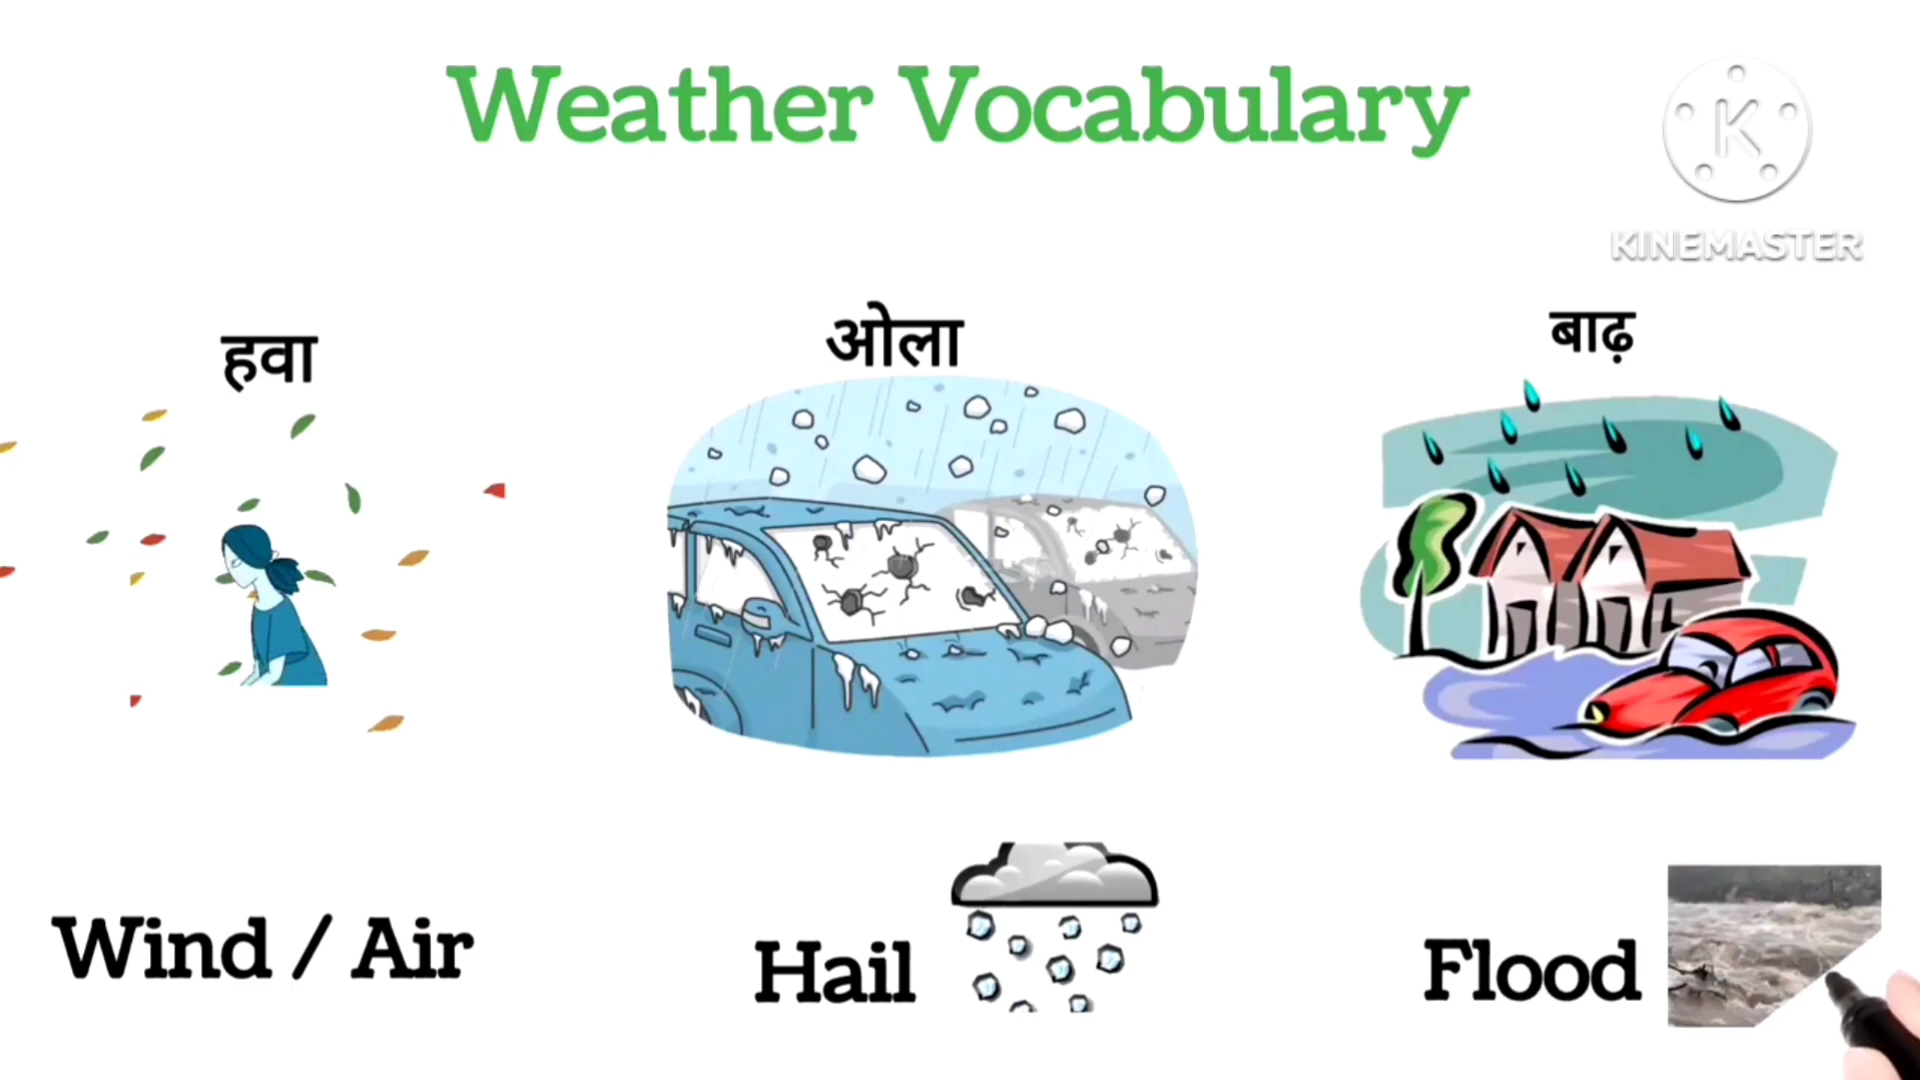 Weather Vocabulary
K
KINEMASTER
हवा
ओला
बाढ़
Wind / Air
Hail
Flood